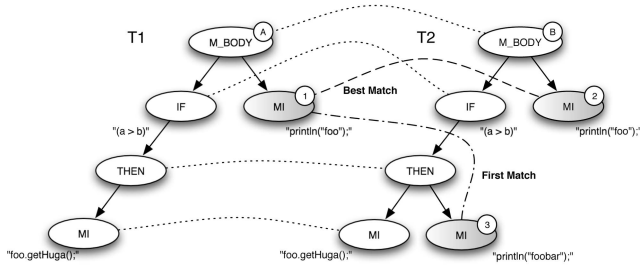 T1
A
M_BODY
T2
B
M_BODY
IF
1
MI
Best Match
IF
2
MI
"(a > b)"
"println("foo");"
"(a > b)"
"println("foo");"
THEN
THEN
First Match
MI
MI
3
MI
"foo.getHuga();"
"foo.getHuga();"
"println("foobar");"